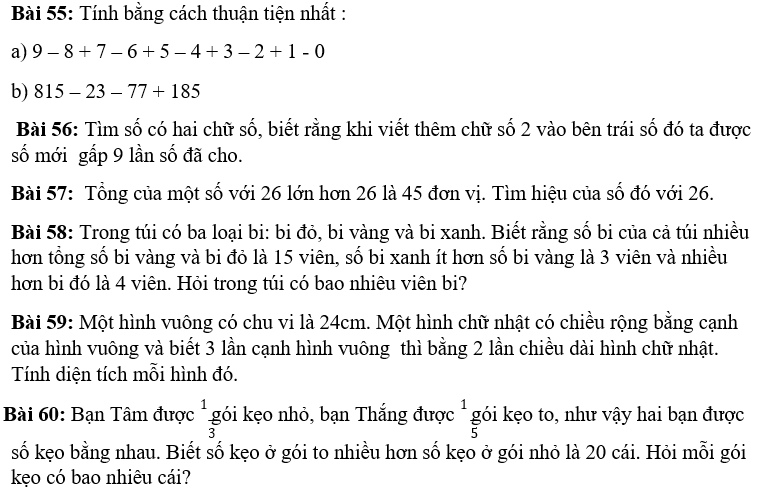 Bài 55: Tính bằng cách thuận tiện nhất :
a) 9 – 8 + 7 – 6 + 5 – 4 + 3 – 2 + 1 - 0
b) 815 – 23 – 77 + 185
Bài 56: Tìm số có hai chữ số, biết rằng khi viết thêm chữ số 2 vào bên trái số đó ta được
số mới gấp 9 lần số đã cho.
Bài 57: Tổng của một số với 26 lớn hơn 26 là 45 đơn vị. Tìm hiệu của số đó với 26.
Bài 58: Trong túi có ba loại bi: bi đỏ, bi vàng và bi xanh. Biết rằng số bi của cả túi nhiều
hơn tổng số bi vàng và bi đỏ là 15 viên, số bi xanh ít hơn số bi vàng là 3 viên và nhiều
hơn bi đỏ là 4 viên. Hỏi trong túi có bao nhiêu viên bi?
Bài 59: Một hình vuông có chu vi là 24cm. Một hình chữ nhật có chiều rộng bằng cạnh
của hình vuông và biết 3 lần cạnh hình vuông thì bằng 2 lần chiều dài hình chữ nhật.
Tính diện tích mỗi hình đó.
Bài 60: Bạn Tâm được 1/3 gói kẹo nhỏ, bạn Thắng được 1/5 gói kẹo to, như vậy hai bạn được
số kẹo bằng nhau. Biết số kẹo ở gói to nhiều hơn số kẹo ở gói nhỏ là 20 cái. Hỏi mỗi gói
kẹo có bao nhiêu cái?